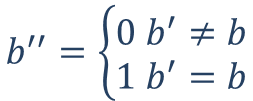 b′′ = {0 b′ ≠ b
1 b′ = b